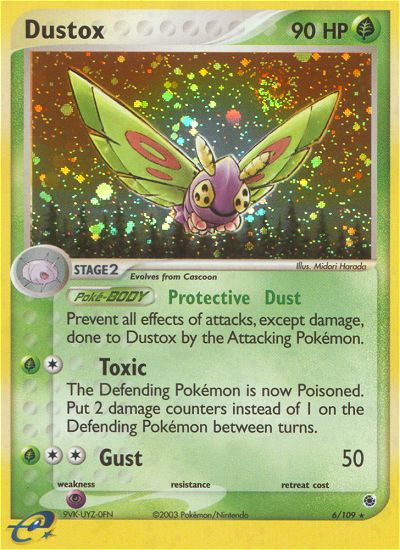 Dustox 90 HP
Illus. Midori Harada
STAGE2
Evolves from Cascoon
Poké-BODY Protective Dust
Prevent all effects of attacks, except damage,
done to Dustox by the Attacking Pokémon.
Toxic
The Defending Pokémon is now Poisoned.
Put 2 damage counters instead of 1 on the
Defending Pokémon between turns.
Gust 50
weakness resistance retreat cost
9VK-UYZ-0FN ©2003 Pokémon/Nintendo 6/109 ★
e